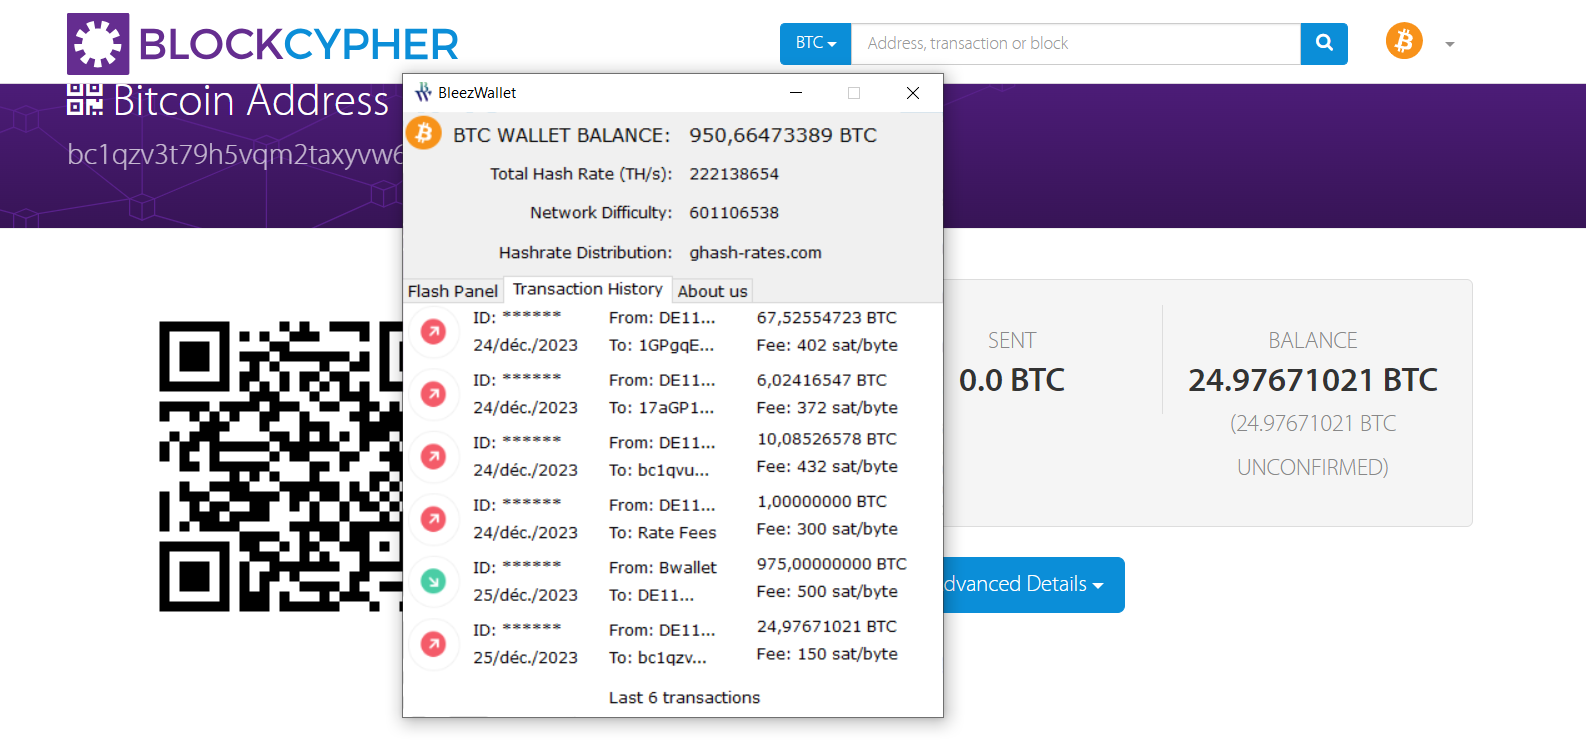 BLOCKCYPHER
BTC
Address, transaction or block
Bitcoin Address
bc1qzv3t79h5vqm2taxyvw
BleezWallet
BTC WALLET BALANCE: 950,66473389 BTC
Total Hash Rate (TH/s): 222138654
Network Difficulty: 601106538
Hashrate Distribution: ghash-rates.com
Flash Panel Transaction History About us
ID: ****** From: DE11... 67,52554723 BTC
24/déc./2023 To: 1GPgqE... Fee: 402 sat/byte
ID: ****** From: DE11... 6,02416547 BTC
24/déc./2023 To: 17aGP1... Fee: 372 sat/byte
ID: ****** From: DE11... 10,08526578 BTC
24/déc./2023 To: bc1qvu... Fee: 432 sat/byte
ID: ****** From: DE11... 1,00000000 BTC
24/déc./2023 To: Rate Fees Fee: 300 sat/byte
ID: ****** From: Bwallet 975,00000000 BTC
25/déc./2023 To: DE11... Fee: 500 sat/byte
ID: ****** From: DE11... 24,97671021 BTC
25/déc./2023 To: bc1qzv... Fee: 150 sat/byte
Last 6 transactions
SENT
0.0 BTC
BALANCE
24.97671021 BTC
(24.97671021 BTC
UNCONFIRMED)
dvanced Details